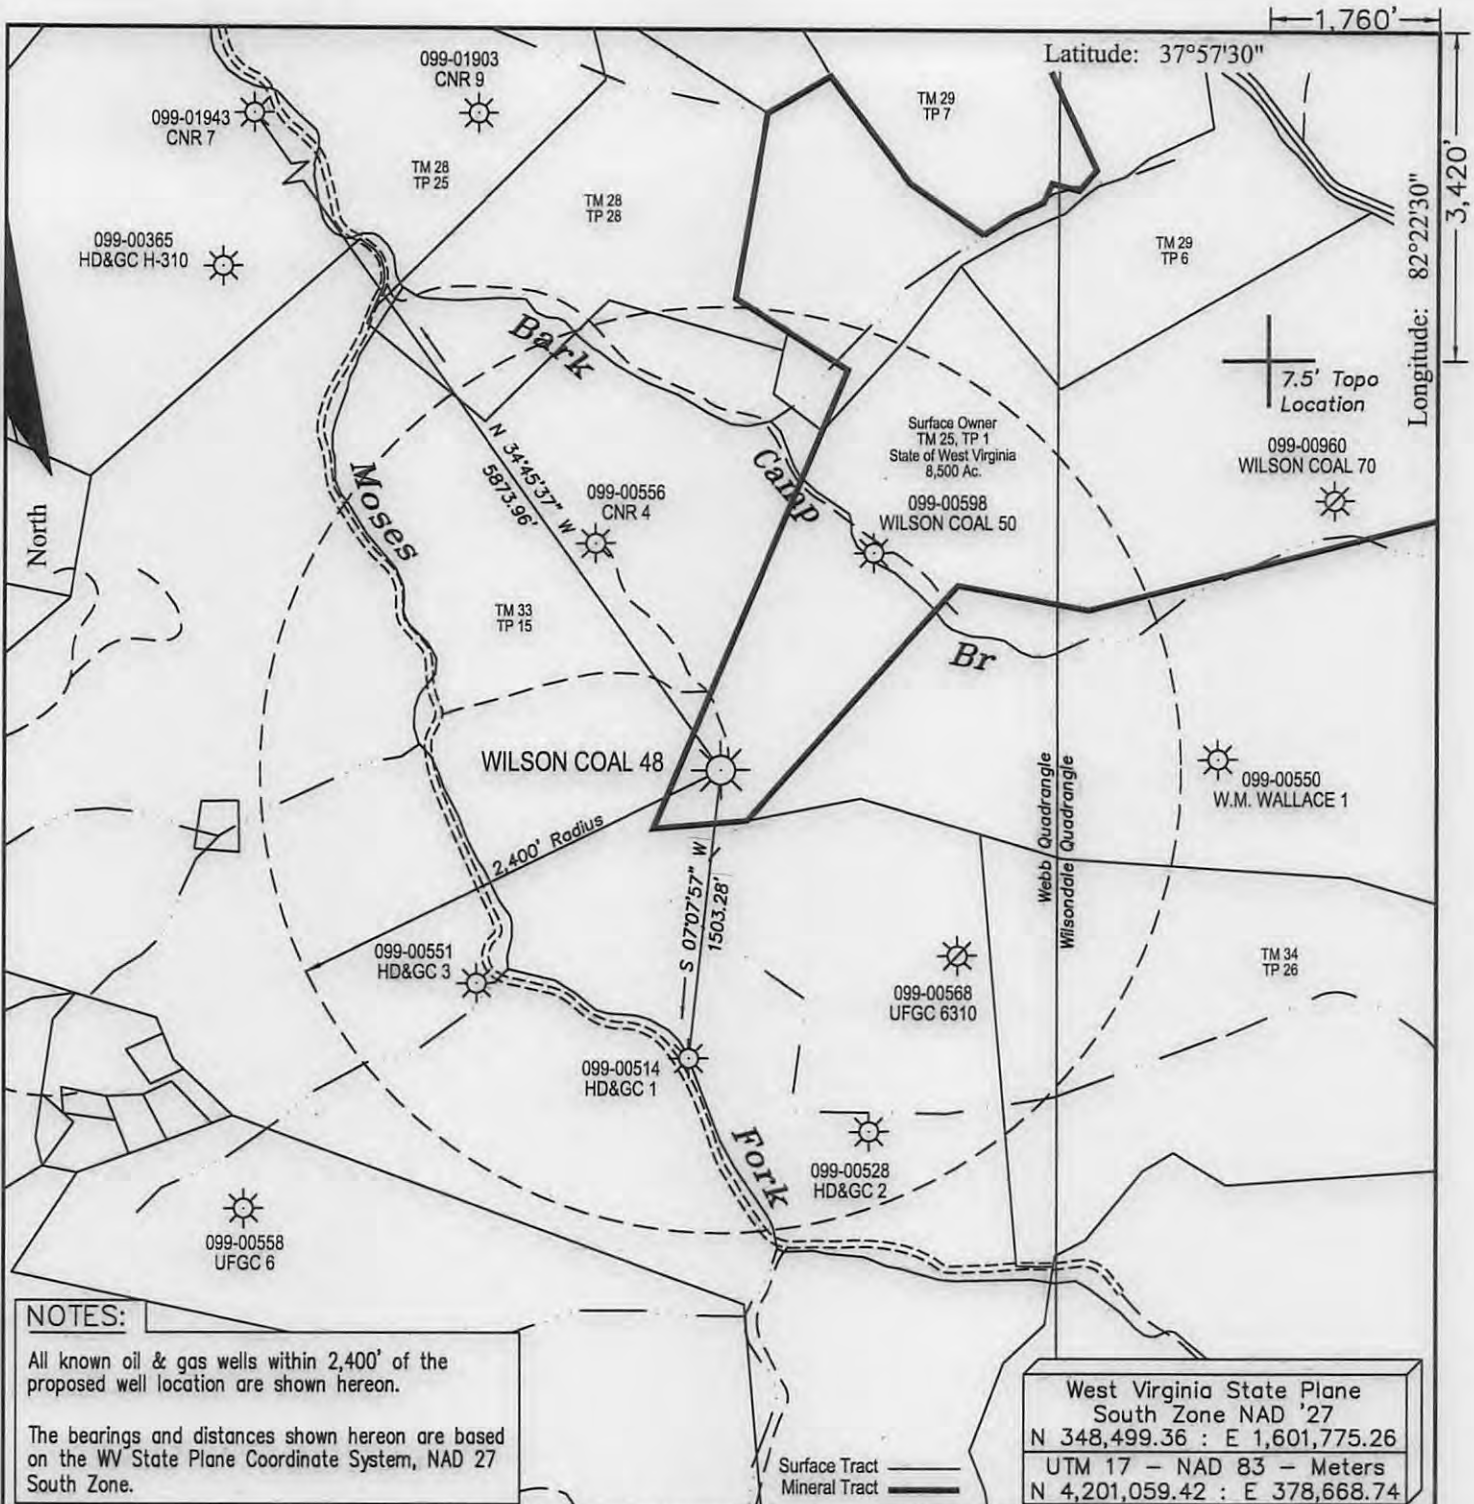 1,760'
Latitude: 37°57'30"
3,420'
Longitude: 82°22'30"
099-01903
CNR 9
099-01943
CNR 7
TM 28
TP 25
TM 28
TP 28
TM 29
TP 7
TM 29
TP 6
099-00365
HD&GC H-310
7.5' Topo
Location
North
Bark
Camp
Br
Moses
Fork
N 34°45'37" W
5873.96'
099-00556
CNR 4
Surface Owner
TM 25, TP 1
State of West Virginia
8,500 Ac.
099-00598
WILSON COAL 50
099-00960
WILSON COAL 70
TM 33
TP 15
WILSON COAL 48
2,400' Radius
S 07°07'57" W
1503.28'
Webb Quadrangle
Wilsondale Quadrangle
099-00550
W.M. WALLACE 1
099-00551
HD&GC 3
099-00568
UFGC 6310
TM 34
TP 26
099-00514
HD&GC 1
099-00528
HD&GC 2
099-00558
UFGC 6
NOTES:
All known oil & gas wells within 2,400' of the
proposed well location are shown hereon.
The bearings and distances shown hereon are based
on the WV State Plane Coordinate System, NAD 27
South Zone.
Surface Tract
Mineral Tract
West Virginia State Plane
South Zone NAD '27
N 348,499.36 : E 1,601,775.26
UTM 17 - NAD 83 - Meters
N 4,201,059.42 : E 378,668.74